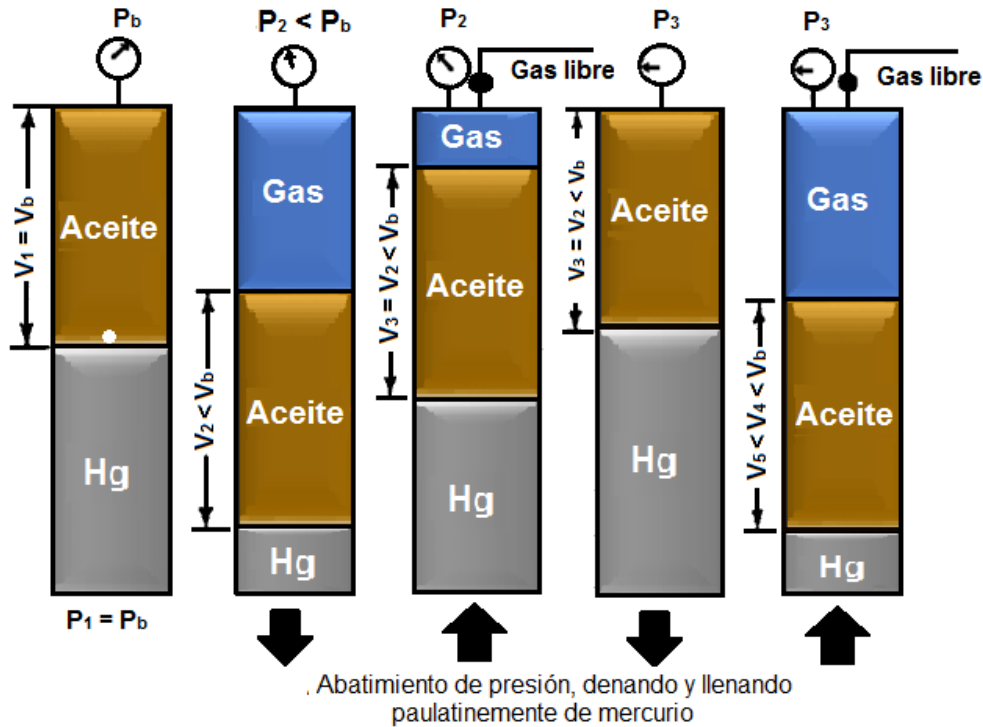 Pb
P2 < Pb
P2
P3
P3
Gas libre
Gas libre
V1 = Vb
Aceite
Hg
P1 = Pb
Gas
V2 < Vb
Aceite
Hg
Gas
V3 = V2 < Vb
Aceite
Hg
V3 = V2 < Vb
Aceite
Hg
Gas
V5 < V4 < Vb
Aceite
Hg
Abatimiento de presión, denando y llenando
paulatinemente de mercurio